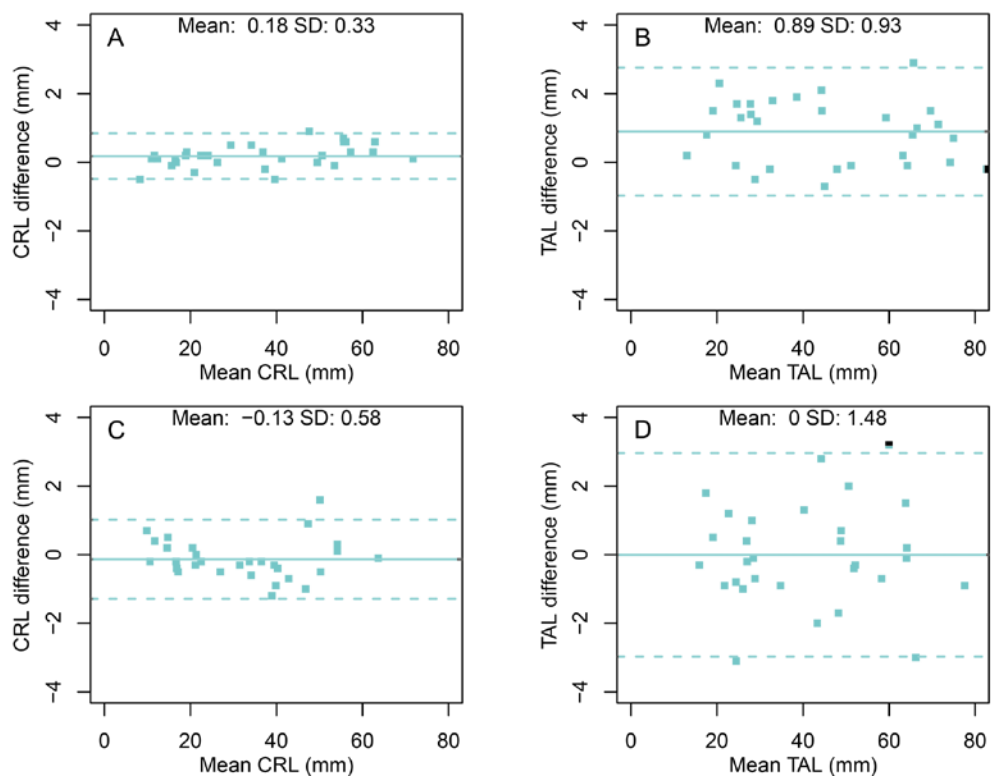 A
Mean: 0.18 SD: 0.33
CRL difference (mm)
4
2
0
−2
−4
0 20 40 60 80
Mean CRL (mm)
B
Mean: 0.89 SD: 0.93
TAL difference (mm)
4
2
0
−2
−4
0 20 40 60 80
Mean TAL (mm)
C
Mean: −0.13 SD: 0.58
CRL difference (mm)
4
2
0
−2
−4
0 20 40 60 80
Mean CRL (mm)
D
Mean: 0 SD: 1.48
TAL difference (mm)
4
2
0
−2
−4
0 20 40 60 80
Mean TAL (mm)